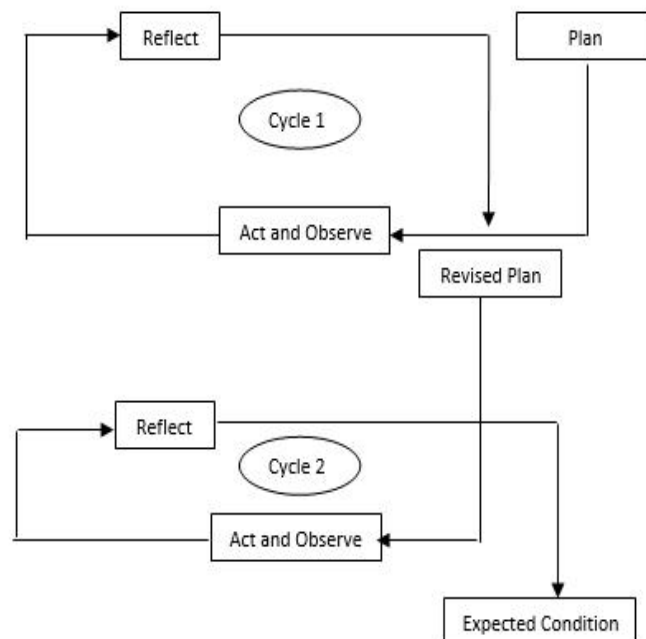 Reflect
Plan
Cycle 1
Act and Observe
Revised Plan
Reflect
Cycle 2
Act and Observe
Expected Condition